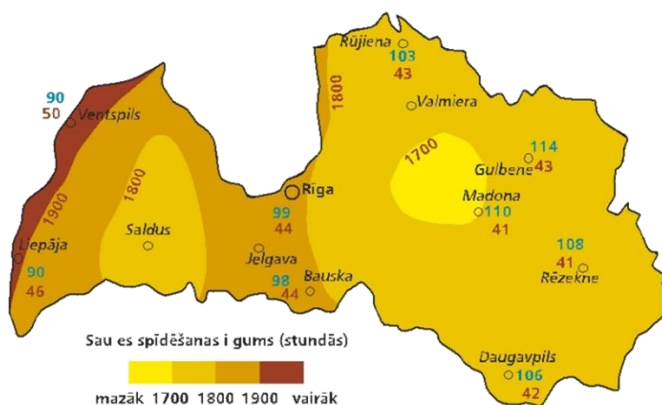 Rūjiena
103
43
1800
90
50
Ventspils
Valmiera
1700
114
Gulbene
43
1800
Rīga
1900
Madona
110
99
41
44
Saldus
Liepāja
Jelgava
108
41
Rēzekne
90
98
46
44
Bauska
Sau es spīdēšanas i gums (stundās)
Daugavpils
106
42
mazāk 1700 1800 1900 vairāk